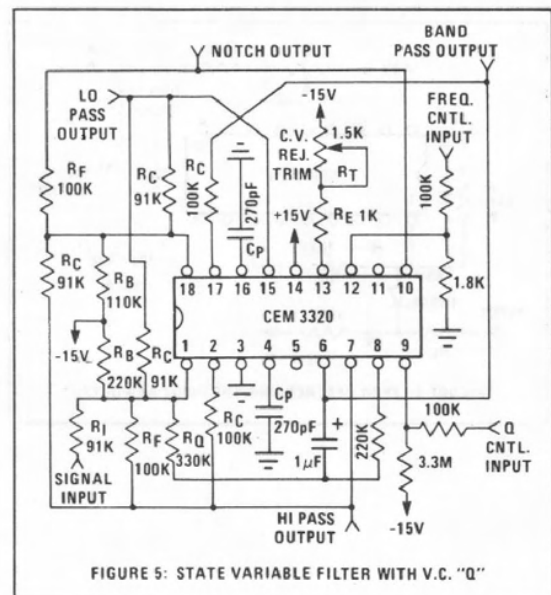 NOTCH OUTPUT
BAND
PASS OUTPUT
LO
PASS
OUTPUT
-15V
FREQ.
CNTL.
INPUT
C.V.
REJ.
TRIM
1.5K
RT
RF
100K
RC
91K
RC
100K
270pF
CP
+15V
RE 1K
100K
1.8K
RC
91K
RB
110K
18 17 16 15 14 13 12 11 10
CEM 3320
1 2 3 4 5 6 7 8 9
-15V
RB
220K
RC
91K
RI
91K
SIGNAL
INPUT
RF
100K
RQ
330K
RC
100K
CP
270pF
+
1µF
220K
100K
Q
CNTL.
INPUT
3.3M
-15V
HI PASS
OUTPUT
FIGURE 5: STATE VARIABLE FILTER WITH V.C. "Q"